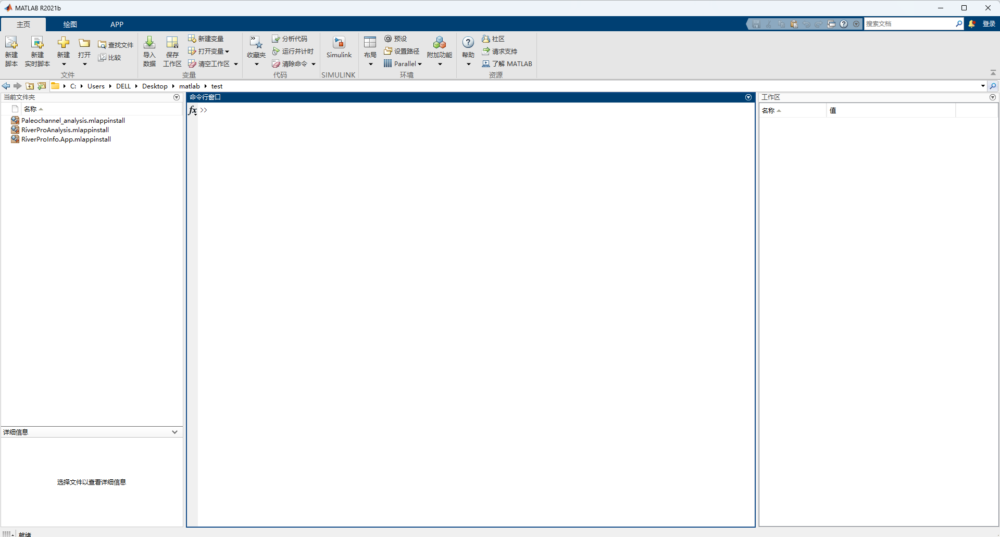 MATLAB R2021b
主页 绘图 APP 搜索文档 登录
新建 脚本
新建 实时脚本
新建
打开
查找文件
比较
文件
导入 数据
保存 工作区
新建变量
打开变量
清空工作区
变量
收藏夹
分析代码
运行并计时
清除命令
代码
Simulink
SIMULINK
布局
预设
设置路径
Parallel
附加功能
环境
帮助
社区
请求支持
了解 MATLAB
资源
C: Users DELL Desktop matlab test
当前文件夹
名称
Paleochannel_analysis.mlappinstall
RiverProAnalysis.mlappinstall
RiverProInfo.App.mlappinstall
详细信息
选择文件以查看详细信息
命令行窗口
fx >>
工作区
名称 值
就绪